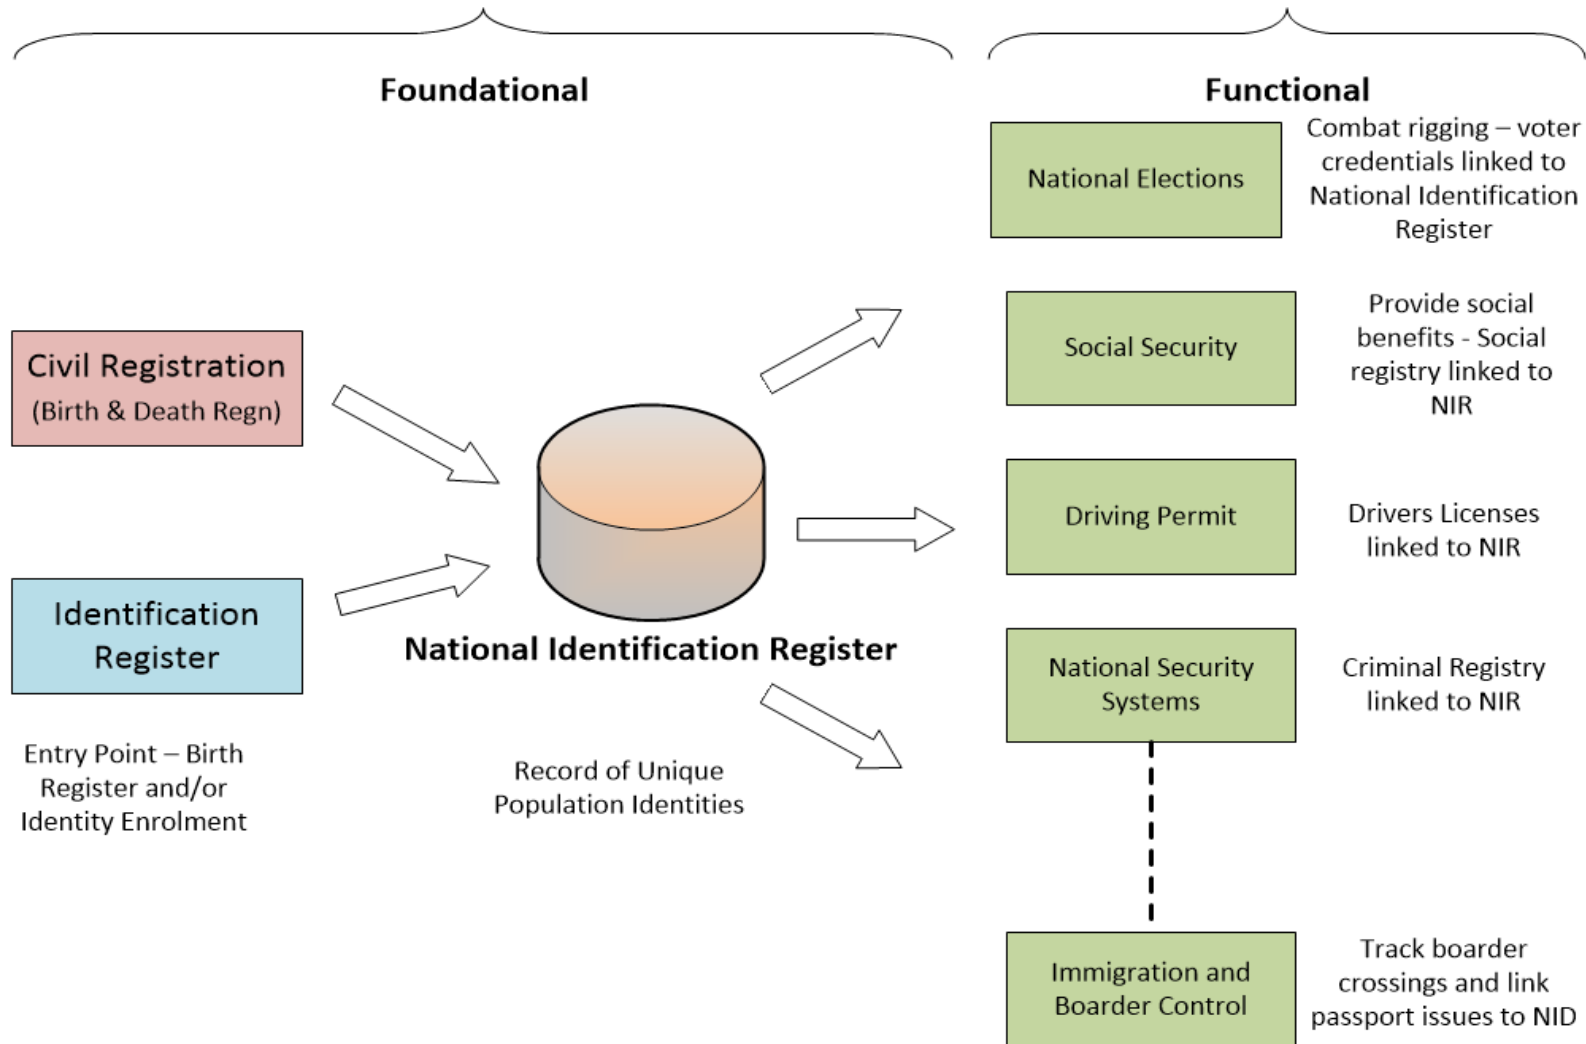 Foundational
Civil Registration
(Birth & Death Regn)
Identification
Register
Entry Point – Birth
Register and/or
Identity Enrolment
National Identification Register
Record of Unique
Population Identities
Functional
National Elections
Combat rigging – voter
credentials linked to
National Identification
Register
Social Security
Provide social
benefits - Social
registry linked to
NIR
Driving Permit
Drivers Licenses
linked to NIR
National Security
Systems
Criminal Registry
linked to NIR
Immigration and
Boarder Control
Track boarder
crossings and link
passport issues to NID